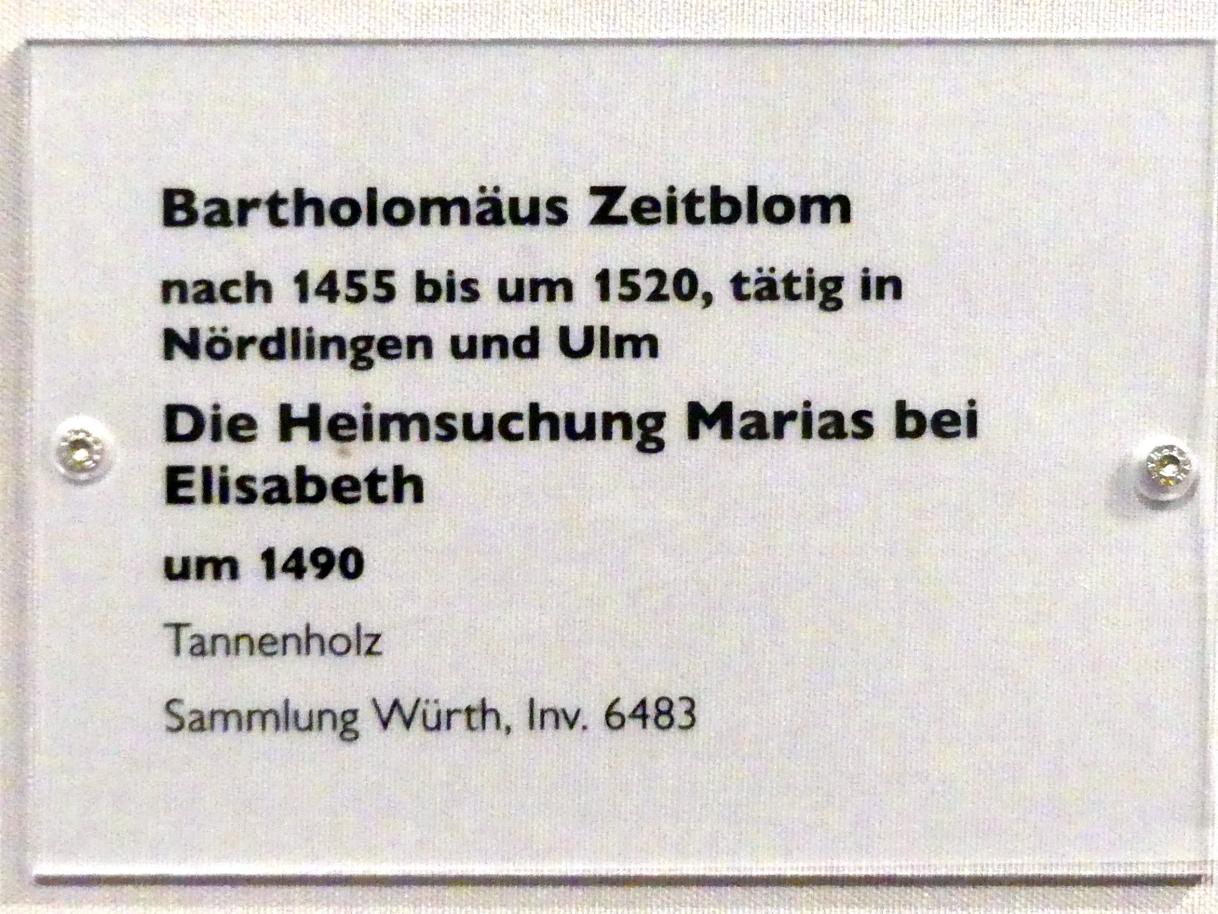 Bartholomäus Zeitblom
nach 1455 bis um 1520, tätig in
Nördlingen und Ulm
Die Heimsuchung Marias bei
Elisabeth
um 1490
Tannenholz
Sammlung Würth, Inv. 6483